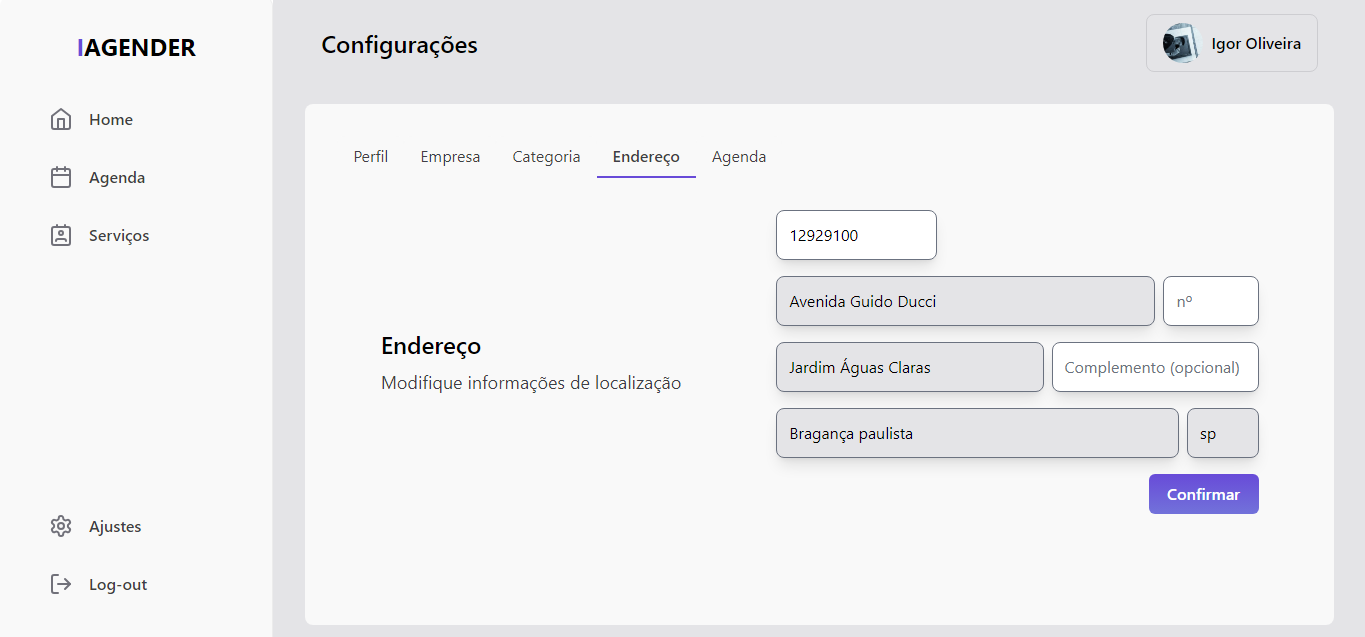 IAGENDER
Home
Agenda
Serviços
Ajustes
Log-out
Configurações
Igor Oliveira
Perfil Empresa Categoria Endereço Agenda
Endereço
Modifique informações de localização
12929100
Avenida Guido Ducci nº
Jardim Águas Claras Complemento (opcional)
Bragança paulista sp
Confirmar